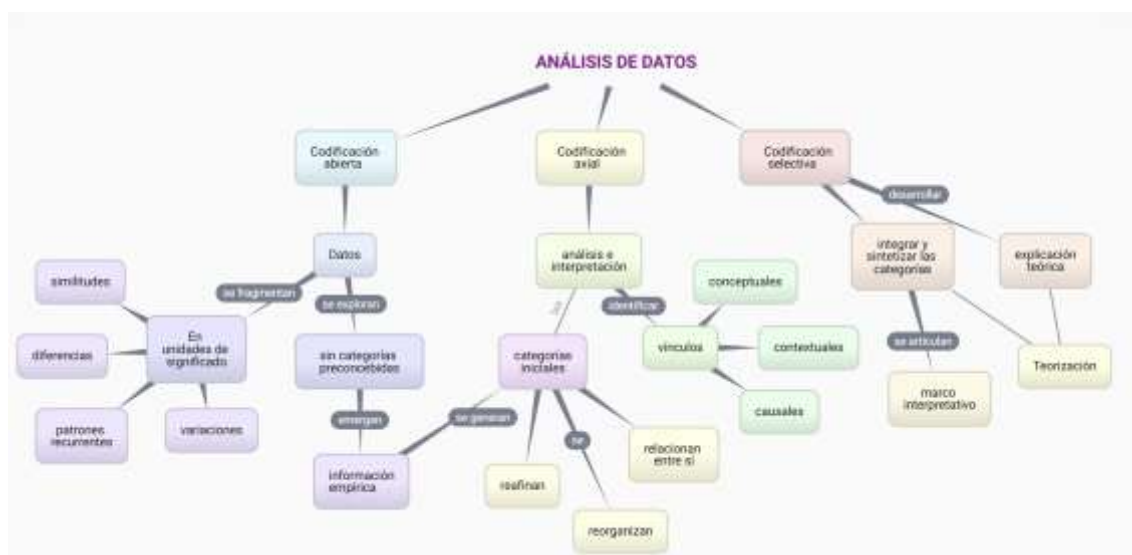 ANÁLISIS DE DATOS
Codificación
abierta
Codificación
axial
Codificación
selectiva
desarrollar
Datos
análisis e
interpretación
integrar y
sintetizar las
categorías
explicación
teórica
similitudes
se fragmentan
se exploran
identificar
conceptuales
En
unidades de
significado
diferencias
sin categorías
preconcebidas
categorías
iniciales
vínculos
contextuales
se articulan
Teorización
patrones
recurrentes
variaciones
emergen
se generan
causales
marco
interpretativo
se
relacionan
entre sí
información
empírica
reafinan
reorganizan